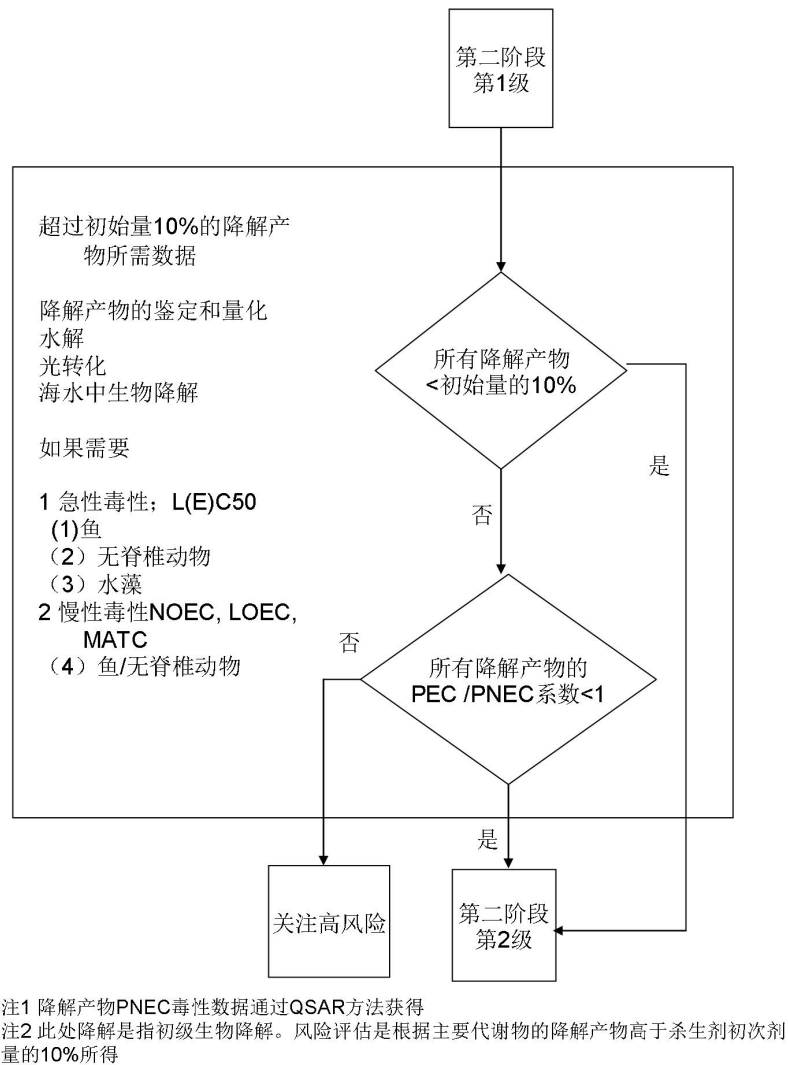 第二阶段
第1级
超过初始量10%的降解产
物所需数据
降解产物的鉴定和量化
水解
光转化
海水中生物降解
如果需要
1 急性毒性；L(E)C50
(1)鱼
（2）无脊椎动物
（3）水藻
2 慢性毒性NOEC, LOEC,
MATC
（4）鱼/无脊椎动物
所有降解产物
<初始量的10%
是
否
所有降解产物的
PEC /PNEC系数<1
否
是
关注高风险
第二阶段
第2级
注1 降解产物PNEC毒性数据通过QSAR方法获得
注2 此处降解是指初级生物降解。风险评估是根据主要代谢物的降解产物高于杀生剂初次剂
量的10%所得